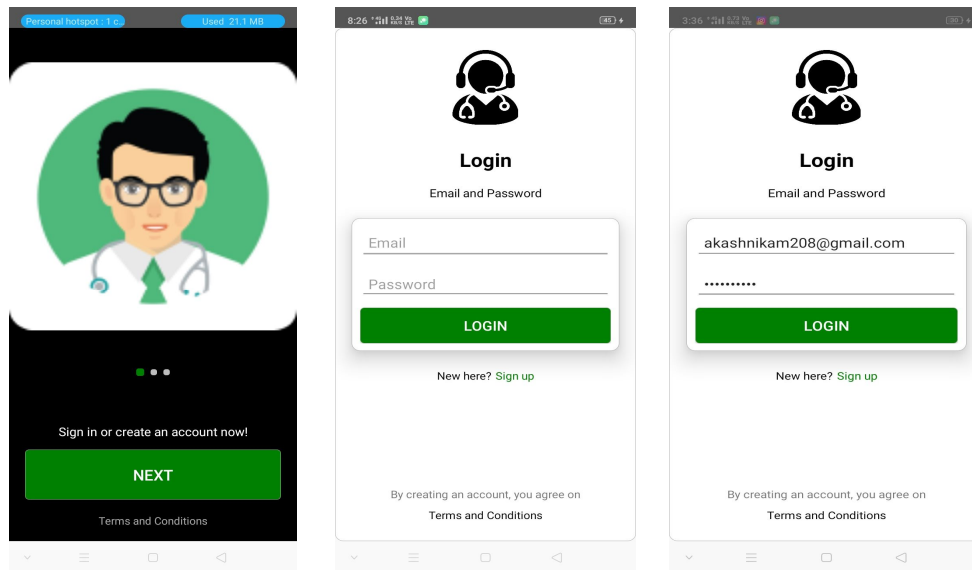 Personal hotspot : 1 c..
Used 21.1 MB
Sign in or create an account now!
NEXT
Terms and Conditions
8:26
45
Login
Email and Password
Email
Password
LOGIN
New here? Sign up
By creating an account, you agree on
Terms and Conditions
3:36
Login
Email and Password
akashnikam208@gmail.com
LOGIN
New here? Sign up
By creating an account, you agree on
Terms and Conditions